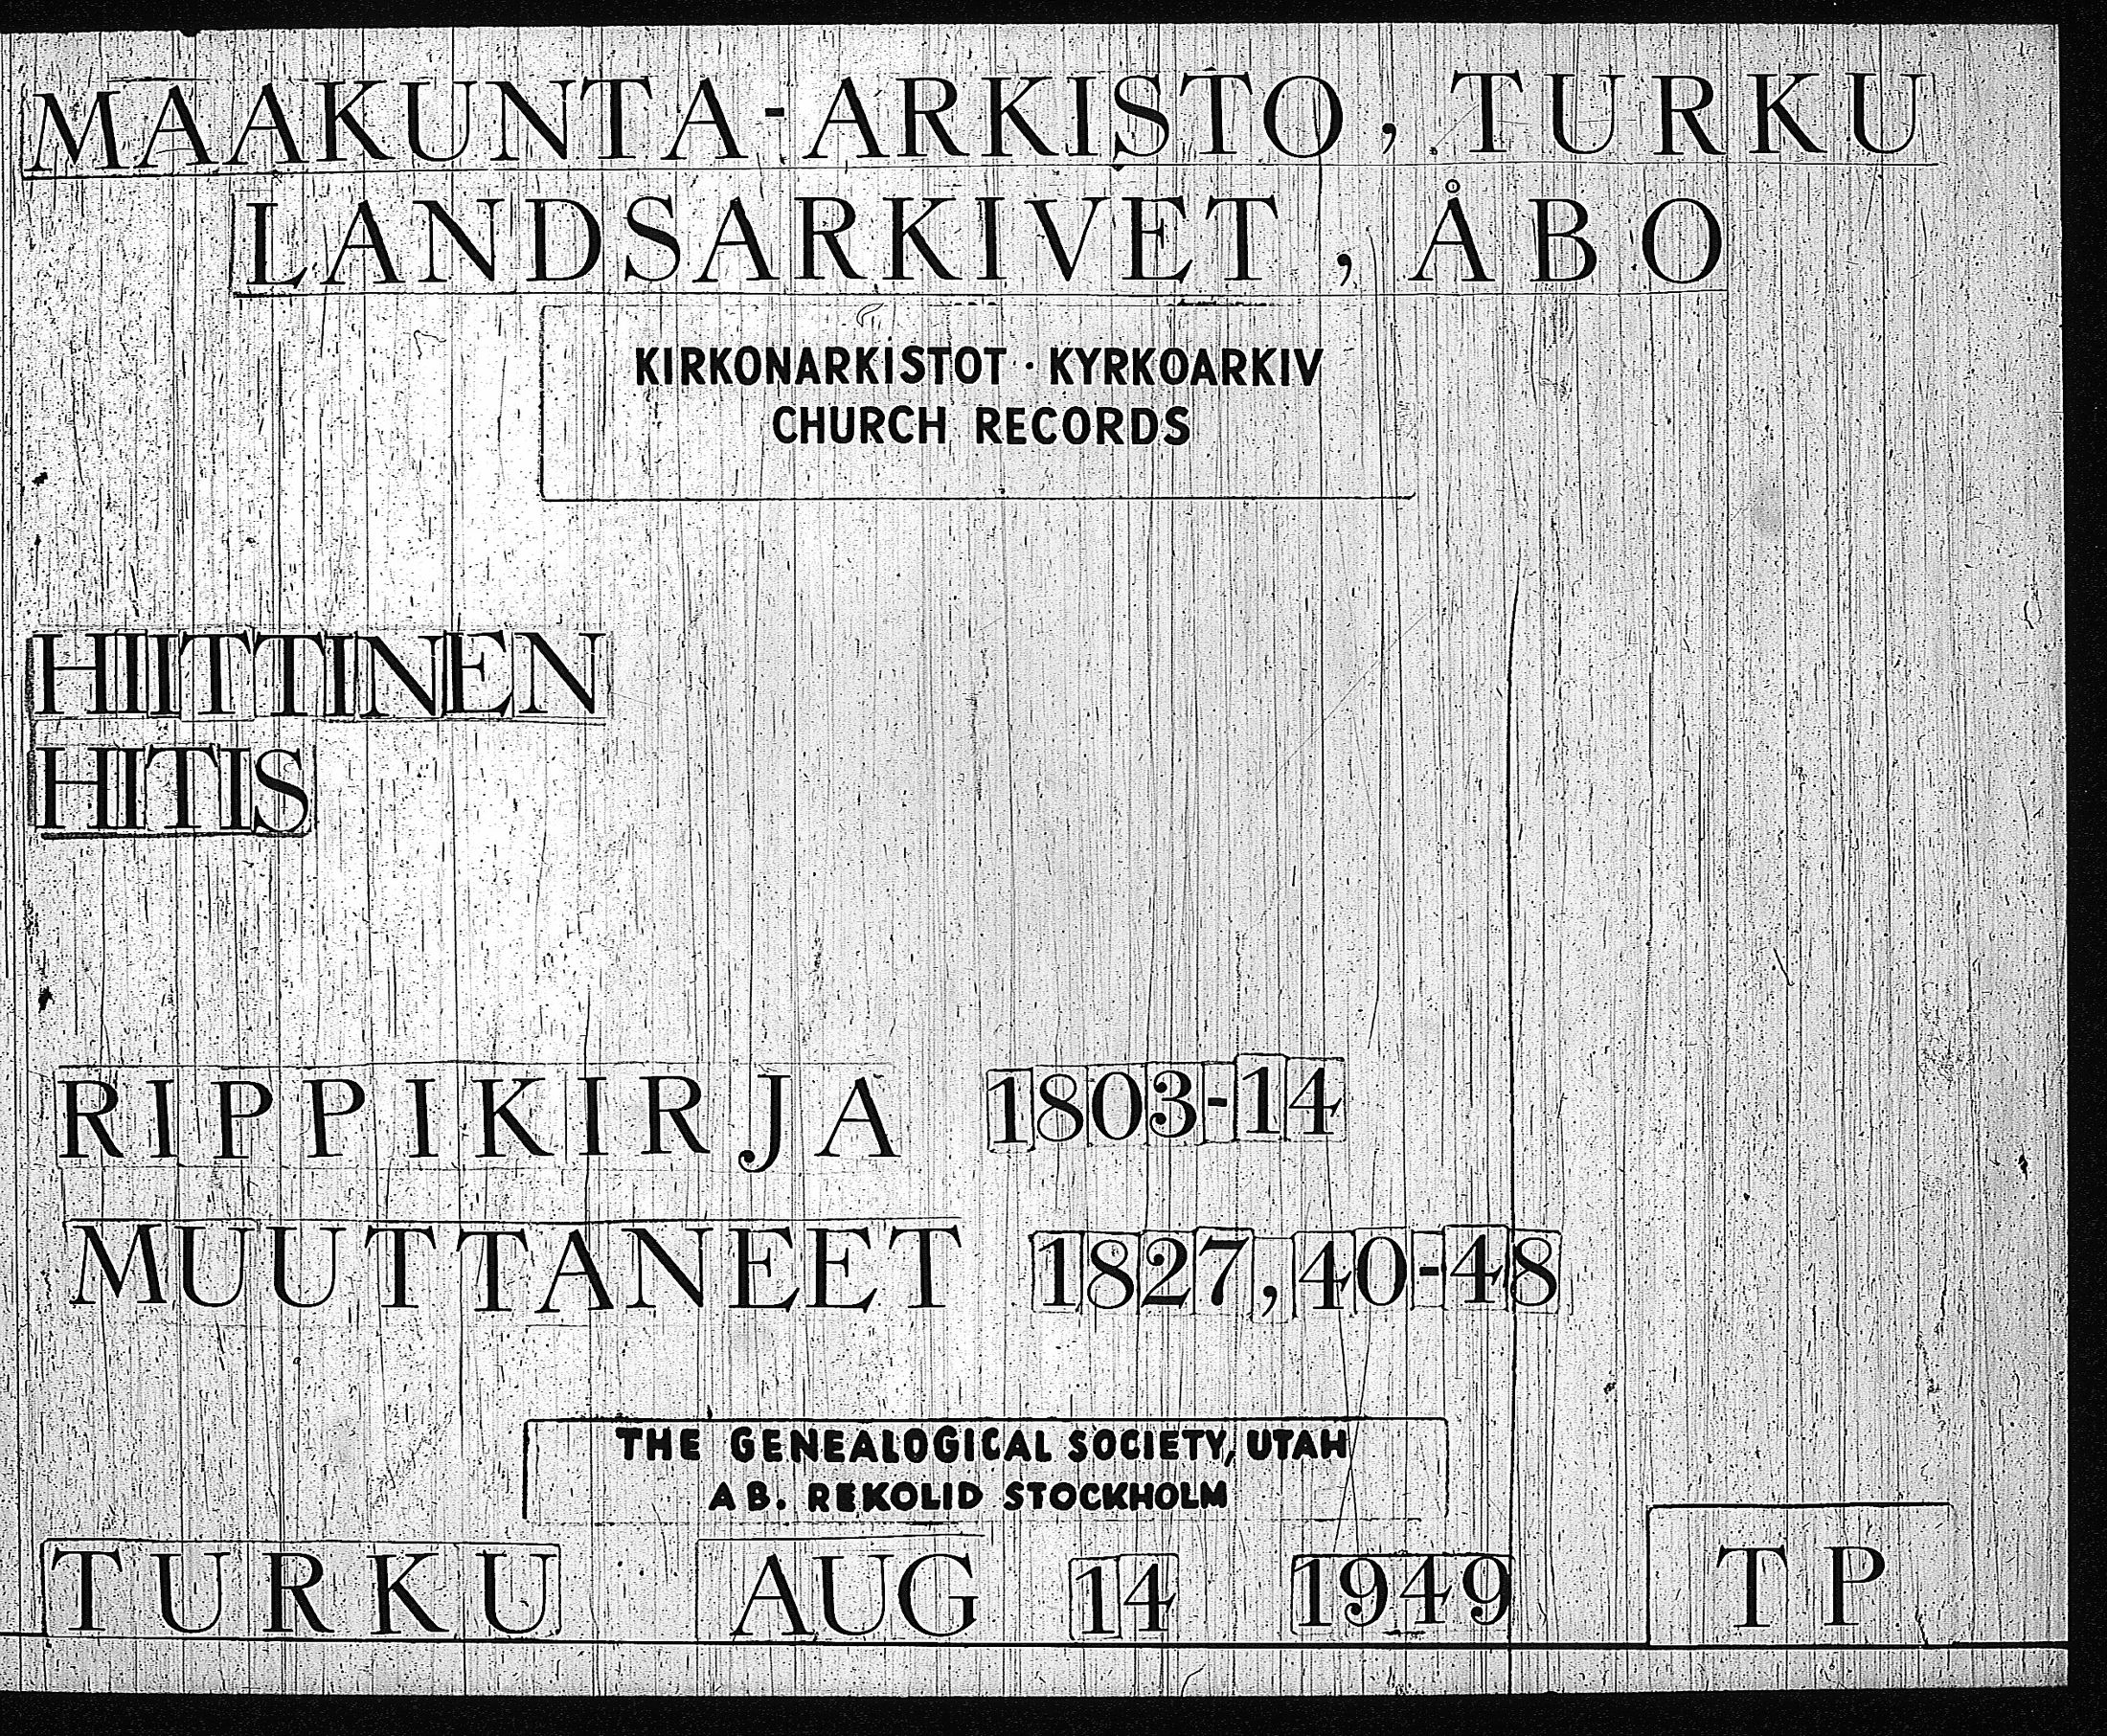 MAAKUNTA-ARKISTO, TURKU
LANDSARKIVET, ÅBO
KIRKONARKISTOT · KYRKOARKIV
CHURCH RECORDS
HIITTINEN
HITIS
RIPPIKIRJA 1803-14
MUUTTANEET 1827,40-48
THE GENEALOGICAL SOCIETY, UTAH
AB. REKOLID STOCKHOLM
TURKU AUG 14 1949 TP